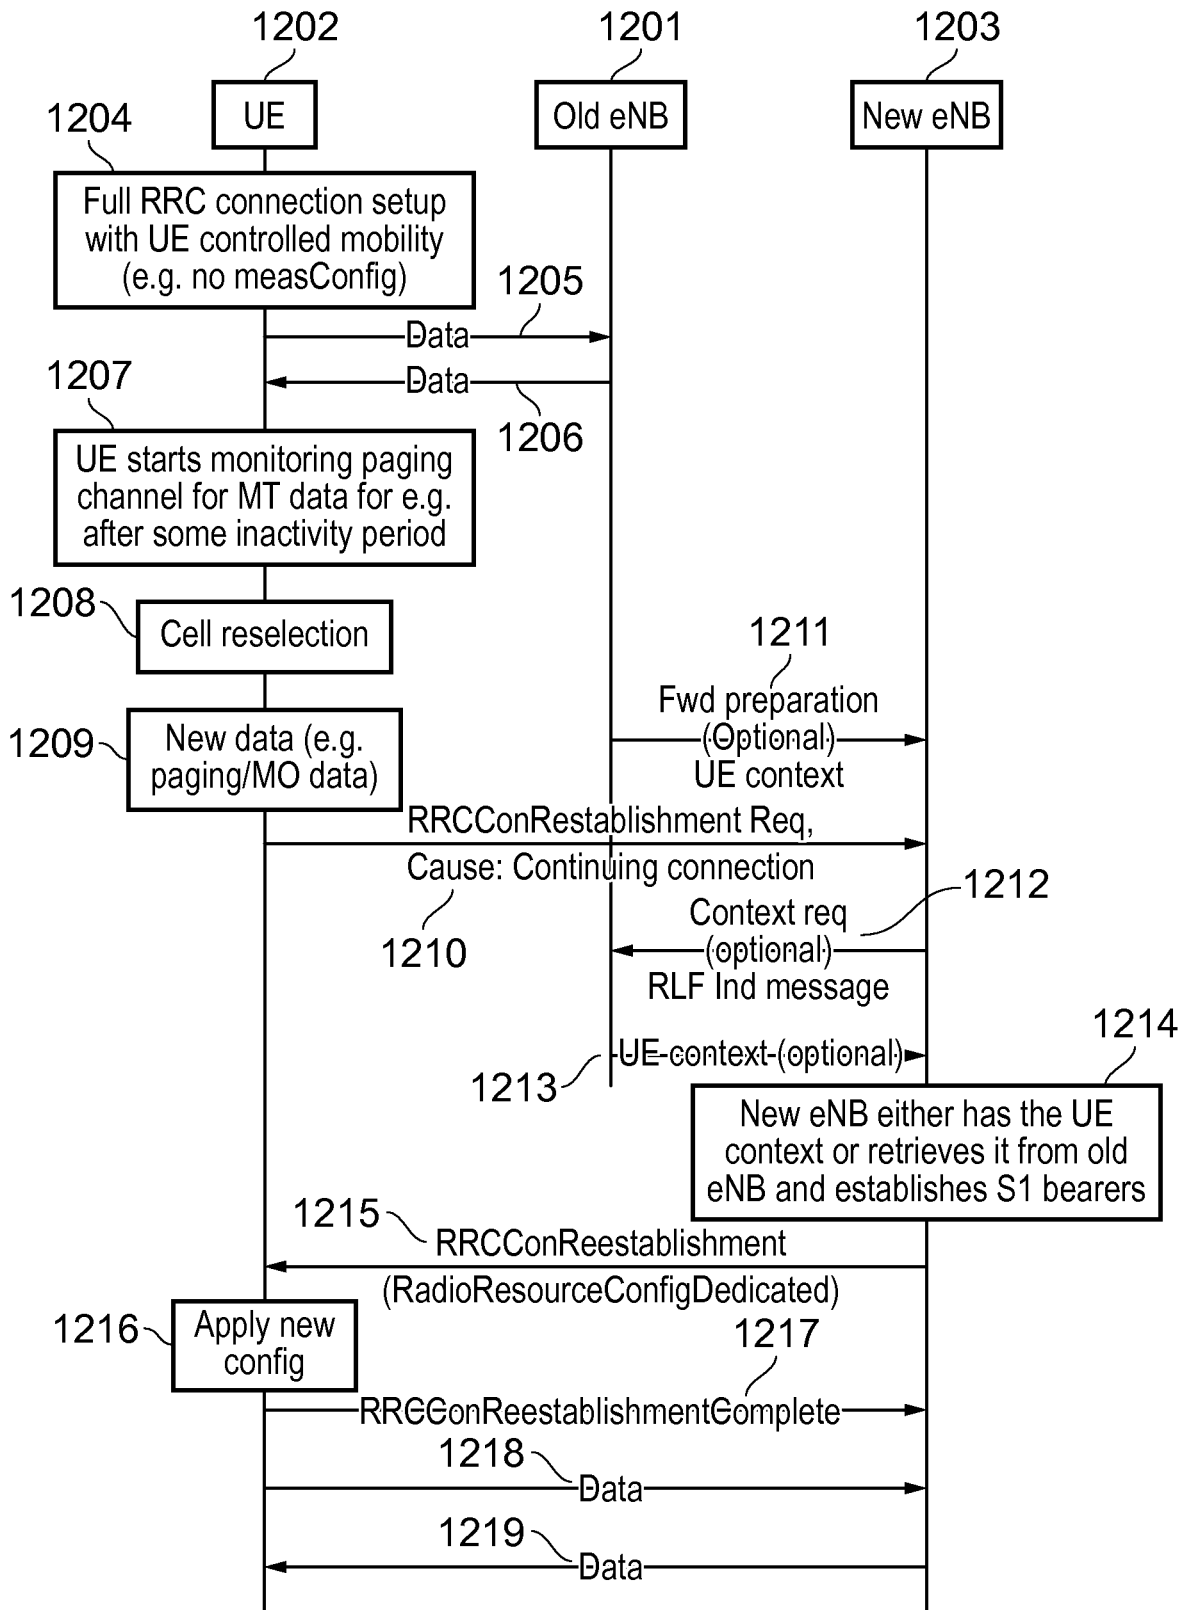 1202
1201
1203
UE
Old eNB
New eNB
1204
Full RRC connection setup
with UE controlled mobility
(e.g. no measConfig)
1205
Data
1207
Data
1206
UE starts monitoring paging
channel for MT data for e.g.
after some inactivity period
1208
Cell reselection
1211
Fwd preparation
(Optional)
UE context
1209
New data (e.g.
paging/MO data)
RRCConRestablishment Req,
Cause: Continuing connection
1210
1212
Context req
(optional)
RLF Ind message
1213
UE context (optional)
1214
New eNB either has the UE
context or retrieves it from old
eNB and establishes S1 bearers
1215
RRCConReestablishment
(RadioResourceConfigDedicated)
1216
Apply new
config
1217
RRCConReestablishmentComplete
1218
Data
1219
Data